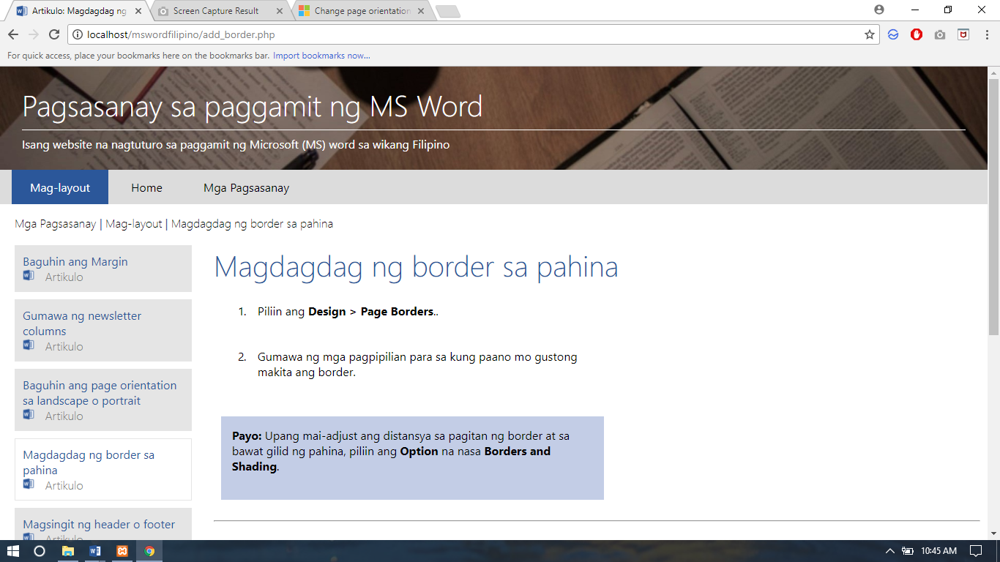 Artikulo: Magdagdag ng
Screen Capture Result
Change page orientation
localhost/mswordfilipino/add_border.php
For quick access, place your bookmarks here on the bookmarks bar. Import bookmarks now...
Pagsasanay sa paggamit ng MS Word
Isang website na nagtuturo sa paggamit ng Microsoft (MS) word sa wikang Filipino
Mag-layout Home Mga Pagsasanay
Mga Pagsasanay | Mag-layout | Magdagdag ng border sa pahina
Baguhin ang Margin
Artikulo
Gumawa ng newsletter
columns
Artikulo
Baguhin ang page orientation
sa landscape o portrait
Artikulo
Magdagdag ng border sa
pahina
Artikulo
Magsingit ng header o footer
Artikulo
Magdagdag ng border sa pahina
1. Piliin ang Design > Page Borders..
2. Gumawa ng mga pagpipilian para sa kung paano mo gustong
makita ang border.
Payo: Upang mai-adjust ang distansya sa pagitan ng border at sa
bawat gilid ng pahina, piliin ang Option na nasa Borders and
Shading.
10:45 AM